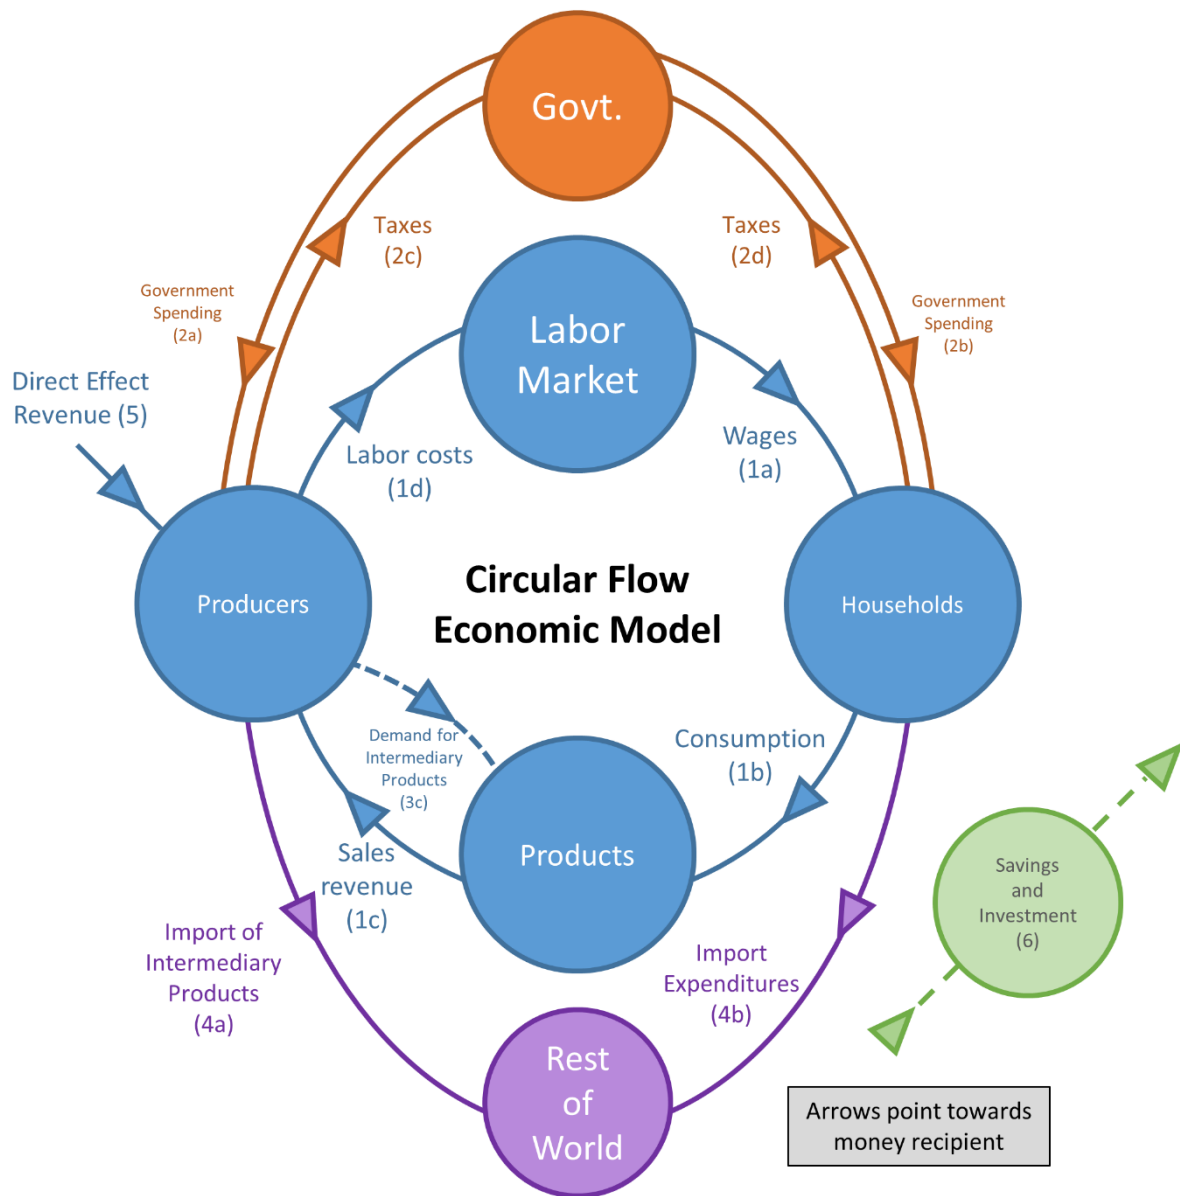 Govt.
Taxes
(2c)
Taxes
(2d)
Government
Spending
(2a)
Government
Spending
(2b)
Labor
Market
Direct Effect
Revenue (5)
Labor costs
(1d)
Wages
(1a)
Circular Flow
Economic Model
Producers
Households
Demand for
Intermediary
Products
(3c)
Consumption
(1b)
Sales
revenue
(1c)
Products
Savings
and
Investment
(6)
Import of
Intermediary
Products
(4a)
Import
Expenditures
(4b)
Rest
of
World
Arrows point towards
money recipient